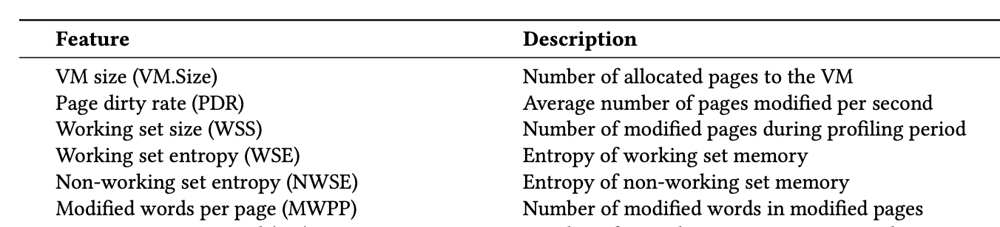 Feature Description
VM size (VM.Size) Number of allocated pages to the VM
Page dirty rate (PDR) Average number of pages modified per second
Working set size (WSS) Number of modified pages during profiling period
Working set entropy (WSE) Entropy of working set memory
Non-working set entropy (NWSE) Entropy of non-working set memory
Modified words per page (MWPP) Number of modified words in modified pages